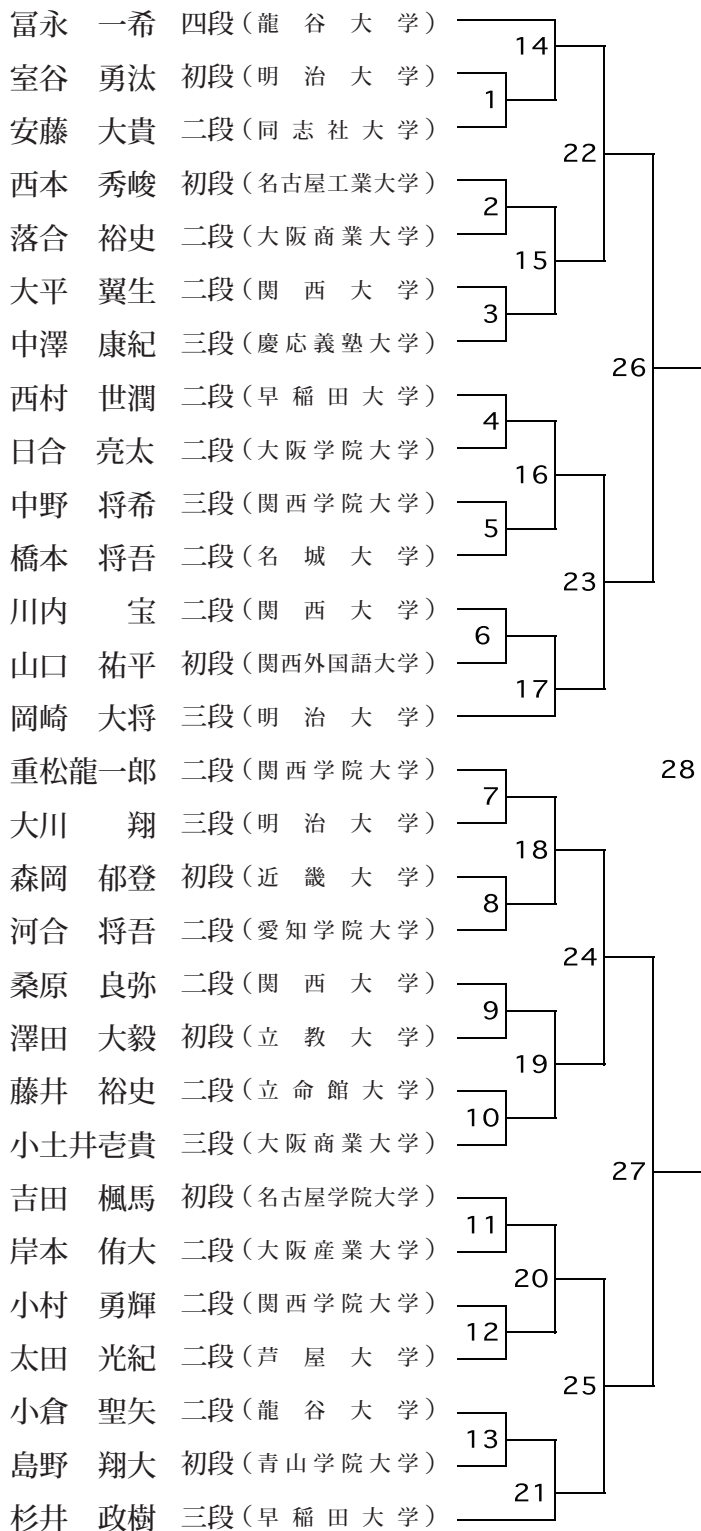 冨永 一希 四段(龍谷大学)
14
室谷 勇汰 初段(明治大学)
1
安藤 大貴 二段(同志社大学)
22
西本 秀峻 初段(名古屋工業大学)
2
落合 裕史 二段(大阪商業大学)
15
大平 翼生 二段(関西大学)
3
中澤 康紀 三段(慶応義塾大学)
26
西村 世潤 二段(早稲田大学)
4
日合 亮太 二段(大阪学院大学)
16
中野 将希 三段(関西学院大学)
5
橋本 将吾 二段(名城大学)
23
川内 宝 二段(関西大学)
6
山口 祐平 初段(関西外国語大学)
17
岡崎 大将 三段(明治大学)
重松龍一郎 二段(関西学院大学)
28
7
大川 翔 三段(明治大学)
18
森岡 郁登 初段(近畿大学)
8
河合 将吾 二段(愛知学院大学)
24
桑原 良弥 二段(関西大学)
9
澤田 大毅 初段(立教大学)
19
藤井 裕史 二段(立命館大学)
10
小土井壱貴 三段(大阪商業大学)
27
吉田 楓馬 初段(名古屋学院大学)
11
岸本 侑大 二段(大阪産業大学)
20
小村 勇輝 二段(関西学院大学)
12
太田 光紀 二段(芦屋大学)
25
小倉 聖矢 二段(龍谷大学)
13
島野 翔大 初段(青山学院大学)
21
杉井 政樹 三段(早稲田大学)